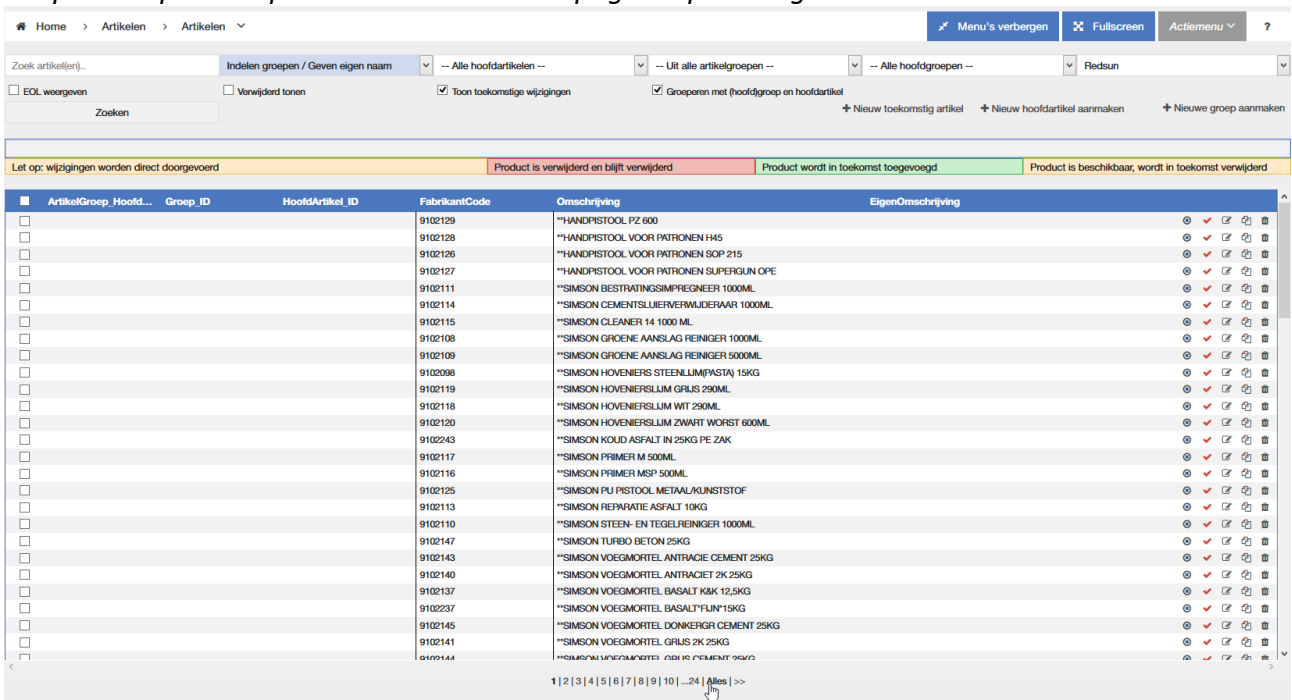 Home > Artikelen > Artikelen Menu's verbergen Fullscreen Actiemenu ?
Zoek artikel(en).. Indelen groepen / Geven eigen naam -- Alle hoofdartikelen -- -- Uit alle artikelgroepen -- -- Alle hoofdgroepen -- Redsun
EOL weergeven Verwijderd tonen Toon toekomstige wijzigingen Groeperen met (hoofd)groep en hoofdartikel
Zoeken + Nieuw toekomstig artikel + Nieuw hoofdartikel aanmaken + Nieuwe groep aanmaken
Let op: wijzigingen worden direct doorgevoerd Product is verwijderd en blijft verwijderd Product wordt in toekomst toegevoegd Product is beschikbaar, wordt in toekomst verwijderd
ArtikelGroep_Hoofd... Groep_ID HoofdArtikel_ID FabrikantCode Omschrijving EigenOmschrijving
9102129 **HANDPISTOOL PZ 600
9102128 **HANDPISTOOL VOOR PATRONEN H45
9102126 **HANDPISTOOL VOOR PATRONEN SOP 215
9102127 **HANDPISTOOL VOOR PATRONEN SUPERGUN OPE
9102111 **SIMSON BESTRATINGSIMPREGNEER 1000ML
9102114 **SIMSON CEMENTSLUIERVERWIJDERAAR 1000ML
9102115 **SIMSON CLEANER 14 1000 ML
9102108 **SIMSON GROENE AANSLAG REINIGER 1000ML
9102109 **SIMSON GROENE AANSLAG REINIGER 5000ML
9102098 **SIMSON HOVENIERS STEENLIJM(PASTA) 15KG
9102119 **SIMSON HOVENIERSLIJM GRIJS 290ML
9102118 **SIMSON HOVENIERSLIJM WIT 290ML
9102120 **SIMSON HOVENIERSLIJM ZWART WORST 600ML
9102243 **SIMSON KOUD ASFALT IN 25KG PE ZAK
9102117 **SIMSON PRIMER M 500ML
9102116 **SIMSON PRIMER MSP 500ML
9102125 **SIMSON PU PISTOOL METAAL/KUNSTSTOF
9102113 **SIMSON REPARATIE ASFALT 10KG
9102110 **SIMSON STEEN- EN TEGELREINIGER 1000ML
9102147 **SIMSON TURBO BETON 25KG
9102143 **SIMSON VOEGMORTEL ANTRACIE CEMENT 25KG
9102140 **SIMSON VOEGMORTEL ANTRACIET 2K 25KG
9102137 **SIMSON VOEGMORTEL BASALT K&K 12,5KG
9102237 **SIMSON VOEGMORTEL BASALT*FIJN*15KG
9102145 **SIMSON VOEGMORTEL DONKERGR CEMENT 25KG
9102141 **SIMSON VOEGMORTEL GRIJS 2K 25KG
9102144 **SIMSON VOEGMORTEL GRIJS CEMENT 25KG
1 | 2 | 3 | 4 | 5 | 6 | 7 | 8 | 9 | 10 | ...24 | Alles | >>